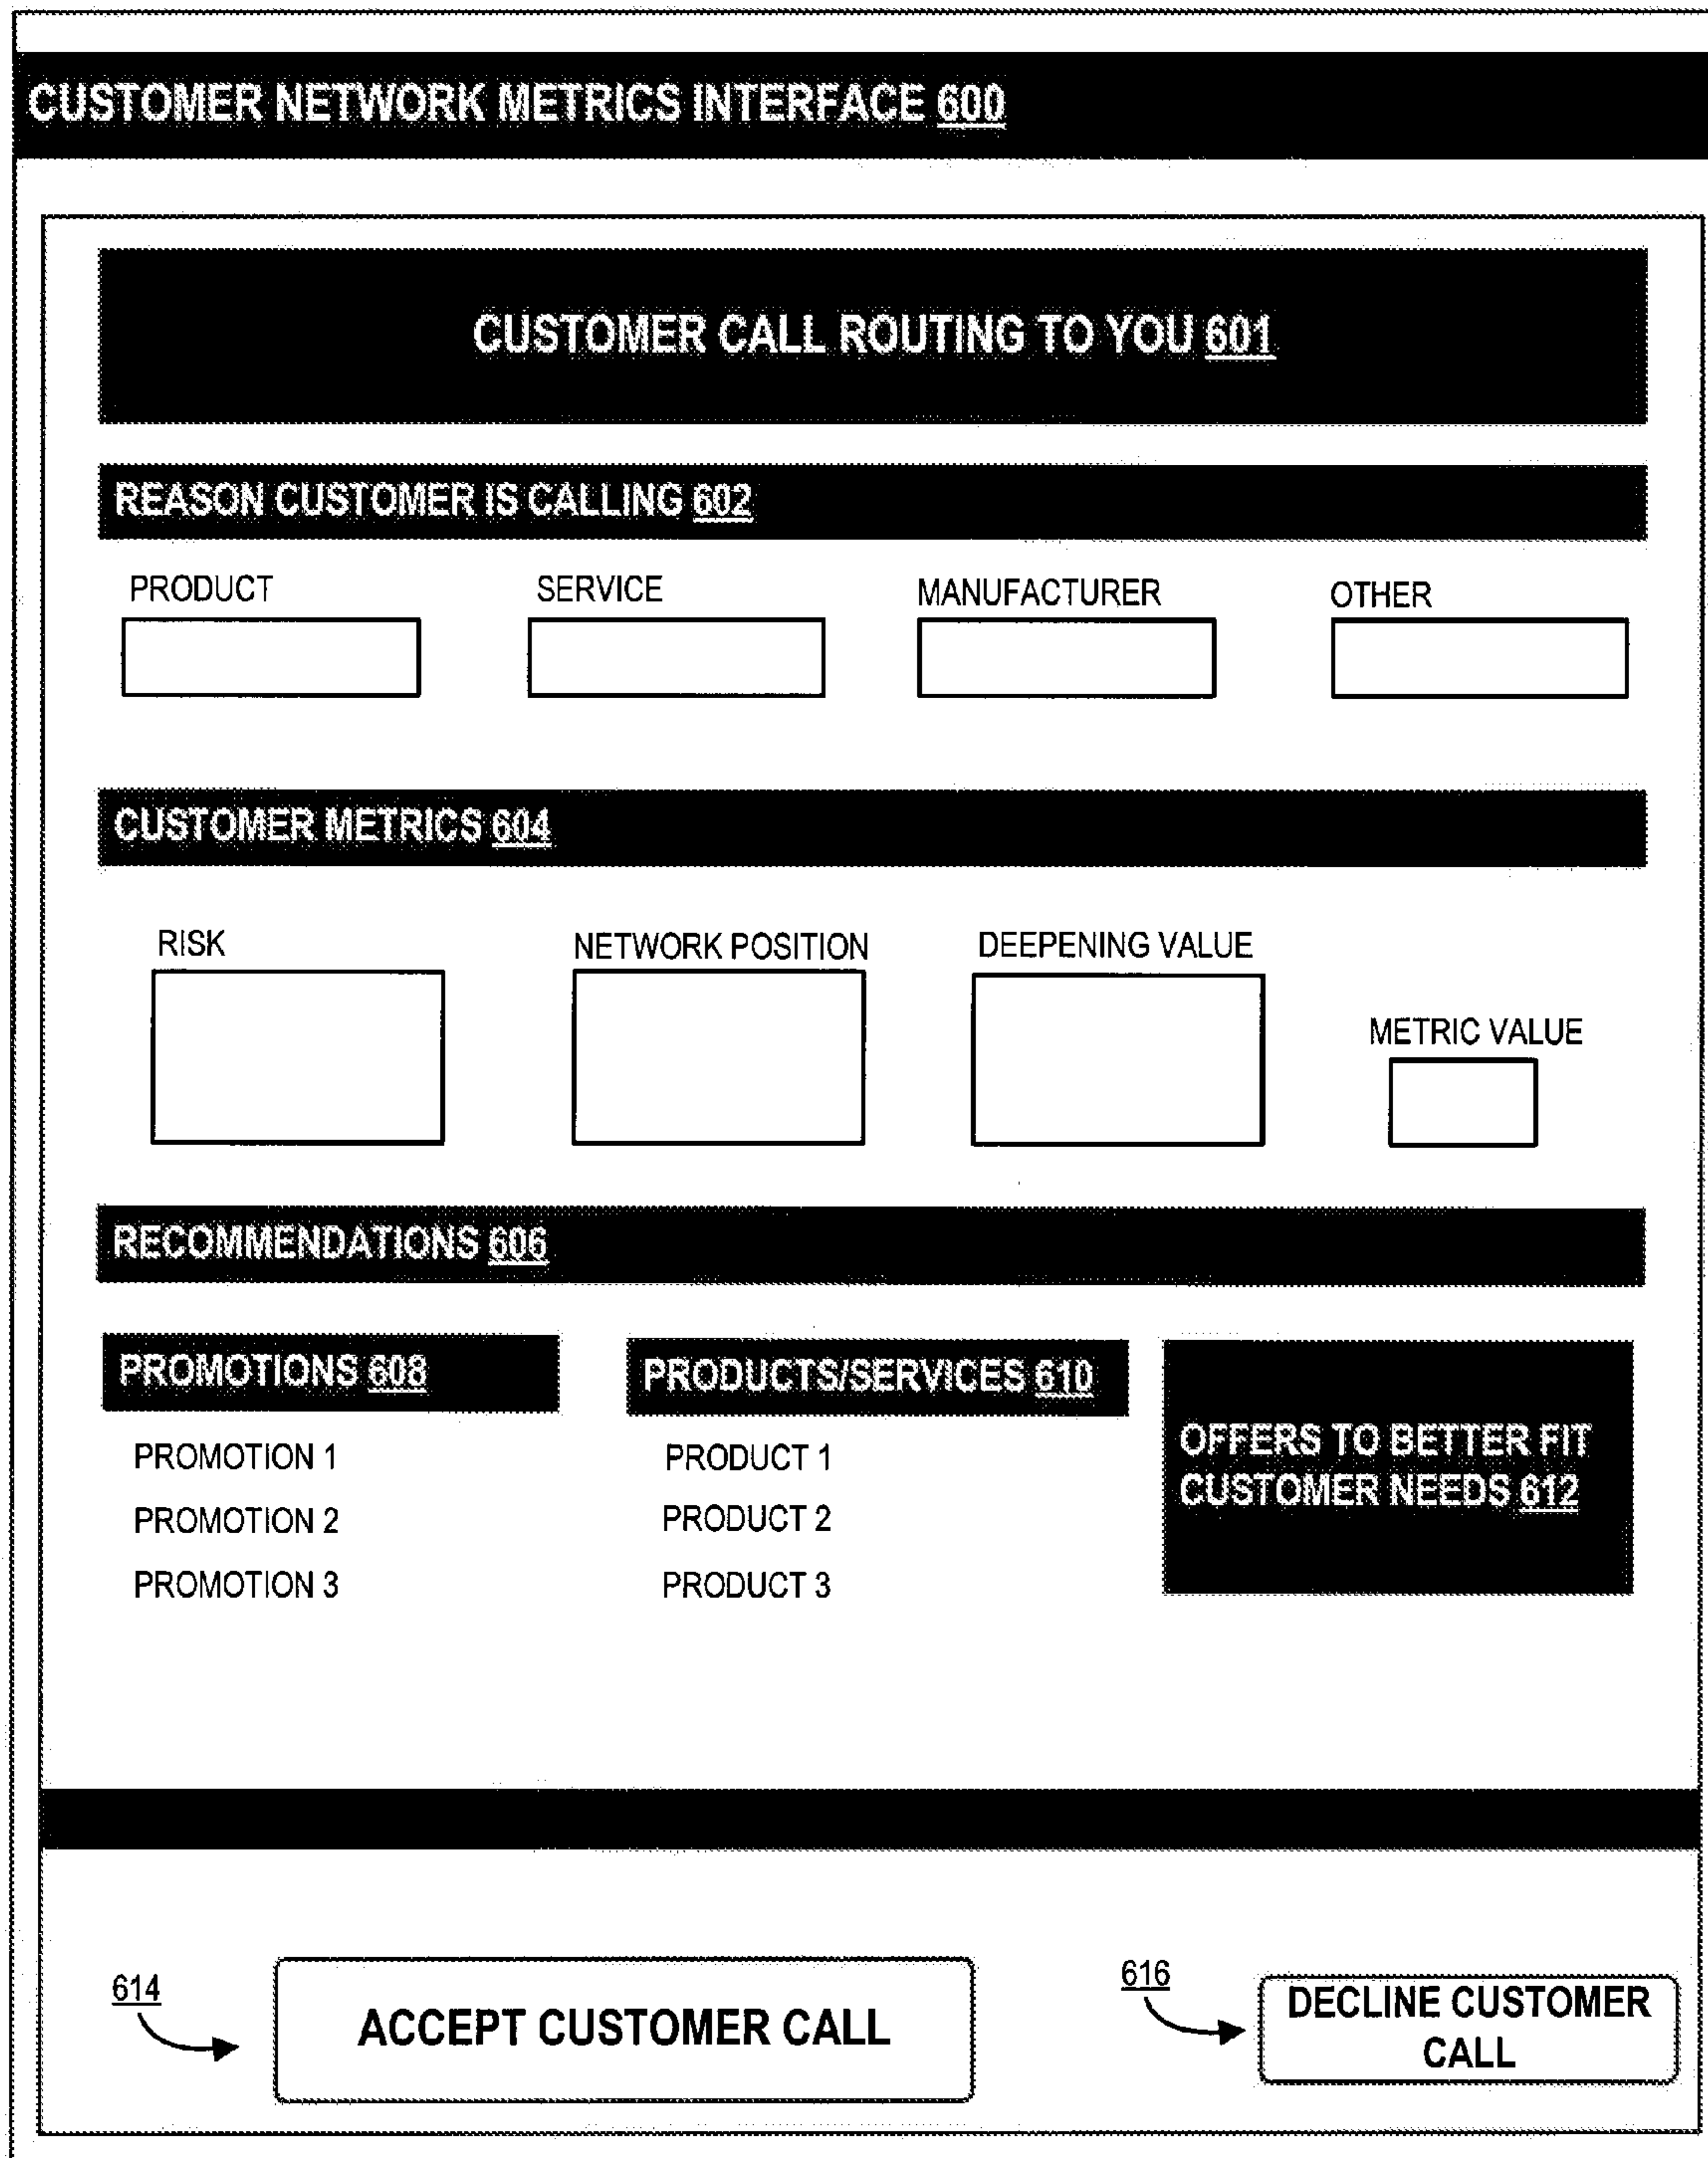 CUSTOMER NETWORK METRICS INTERFACE 600
CUSTOMER CALL ROUTING TO YOU 601
REASON CUSTOMER IS CALLING 602
PRODUCT
SERVICE
MANUFACTURER
OTHER
CUSTOMER METRICS 604
RISK
NETWORK POSITION
DEEPENING VALUE
METRIC VALUE
RECOMMENDATIONS 606
PROMOTIONS 608
PROMOTION 1
PROMOTION 2
PROMOTION 3
PRODUCTS/SERVICES 610
PRODUCT 1
PRODUCT 2
PRODUCT 3
OFFERS TO BETTER FIT
CUSTOMER NEEDS 612
614
ACCEPT CUSTOMER CALL
616
DECLINE CUSTOMER
CALL